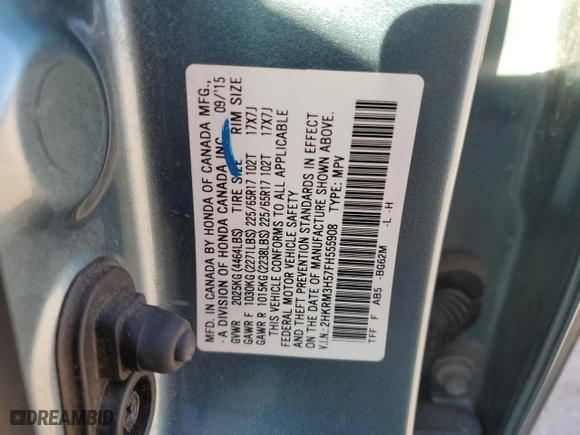 MFD. IN CANADA BY HONDA OF CANADA MFG.,
- A DIVISION OF HONDA CANADA INC. 09/'15
GVWR 2025KG(4464LBS) TIRE SIZE RIM SIZE
GAWR F 1030KG(2271LBS) 225/65R17 102T 17X7J
GAWR R 1015KG(2238LBS) 225/65R17 102T 17X7J
THIS VEHICLE CONFORMS TO ALL APPLICABLE
FEDERAL MOTOR VEHICLE SAFETY
AND THEFT PREVENTION STANDARDS IN EFFECT
ON THE DATE OF MANUFACTURE SHOWN ABOVE.
V.I.N.: 2HKRM3H57FH555908 TYPE: MPV
TFF F AB5 -BG62M -L -H
DREAMBID